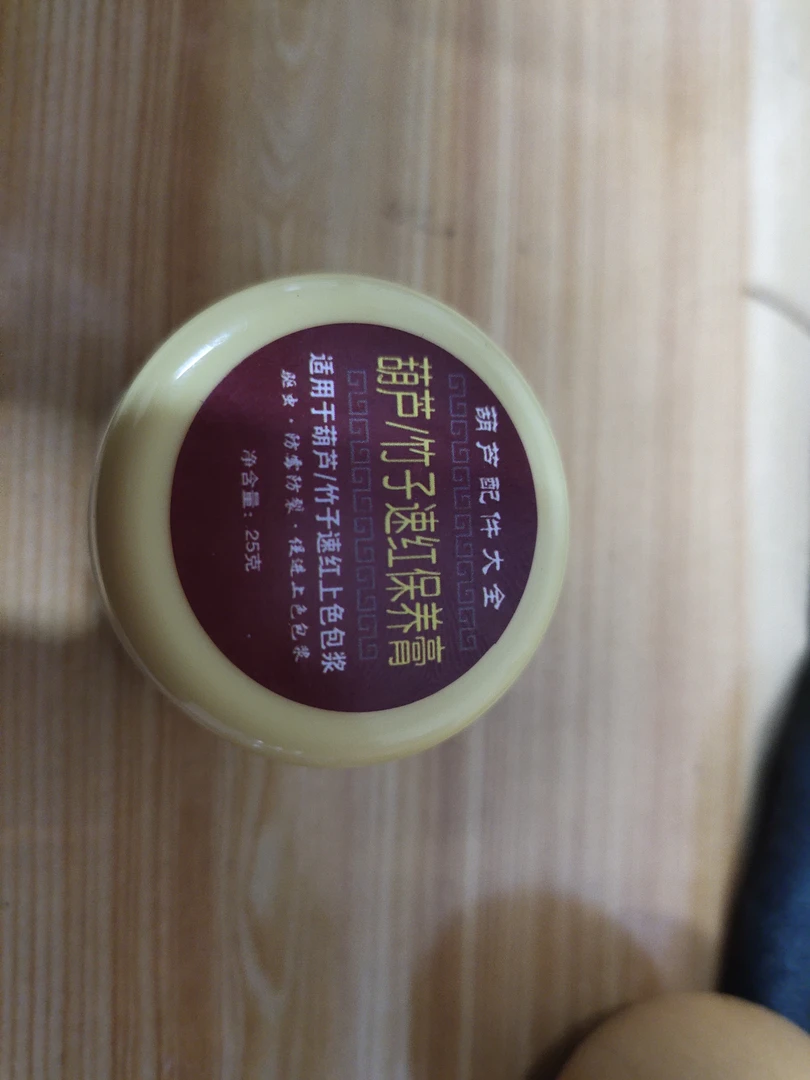 葫芦配件大全
葫芦/竹子速红保养膏
适用于葫芦/竹子速红上色包浆
驱虫·防霉防裂·促进上色包浆
净含量：25克